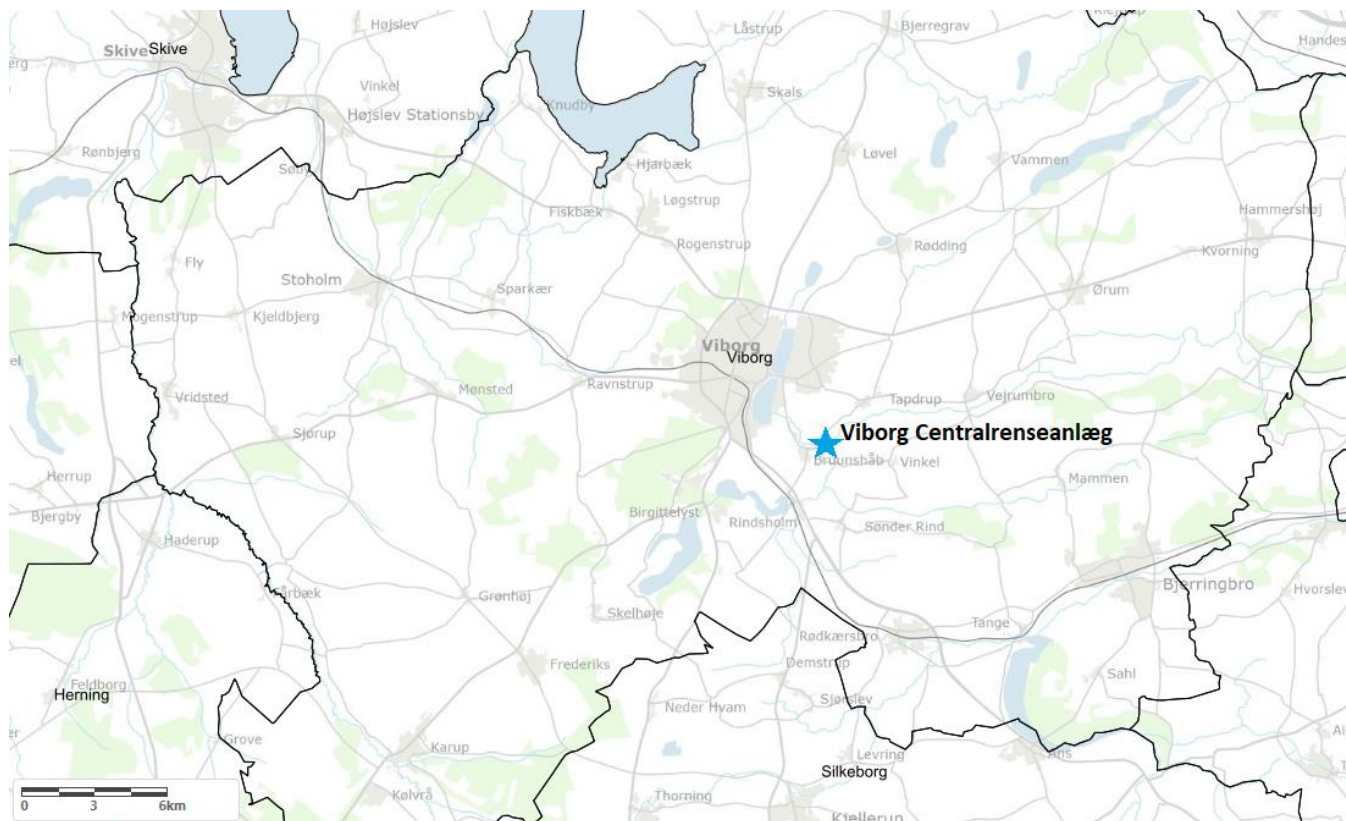 Højslev
Låstrup
Bjerregrav
Handes
Skive
Skive
Vinkel
Knudby
Skals
Højslev Stationsby
Rønbjerg
Søby
Hjarbæk
Løvel
Vammen
Løgstrup
Fiskbæk
Hammershøj
Rogenstrup
Rødding
Kvorning
Fly
Stoholm
Sparkær
Ørum
Mogenstrup
Kjeldbjerg
Viborg
Viborg
Ravnstrup
Mønsted
Vridsted
Tapdrup
Vejrumbro
Sjørup
Viborg Centralrenseanlæg
Bruunshåb
Vinkel
Herrup
Mammen
Bjergby
Birgittelyst
Rindsholm
Sønder Rind
Haderup
Bjerringbro
Hvorslev
Grønhøj
Skelhøje
Tange
Rødkærsbro
Frederiks
Demstrup
Sahl
Feldborg
Herning
Sjørslev
Neder Hvam
Grove
Karup
Levring
Ans
Silkeborg
0 3 6km
Kølvrå
Thorning
Kjellerup